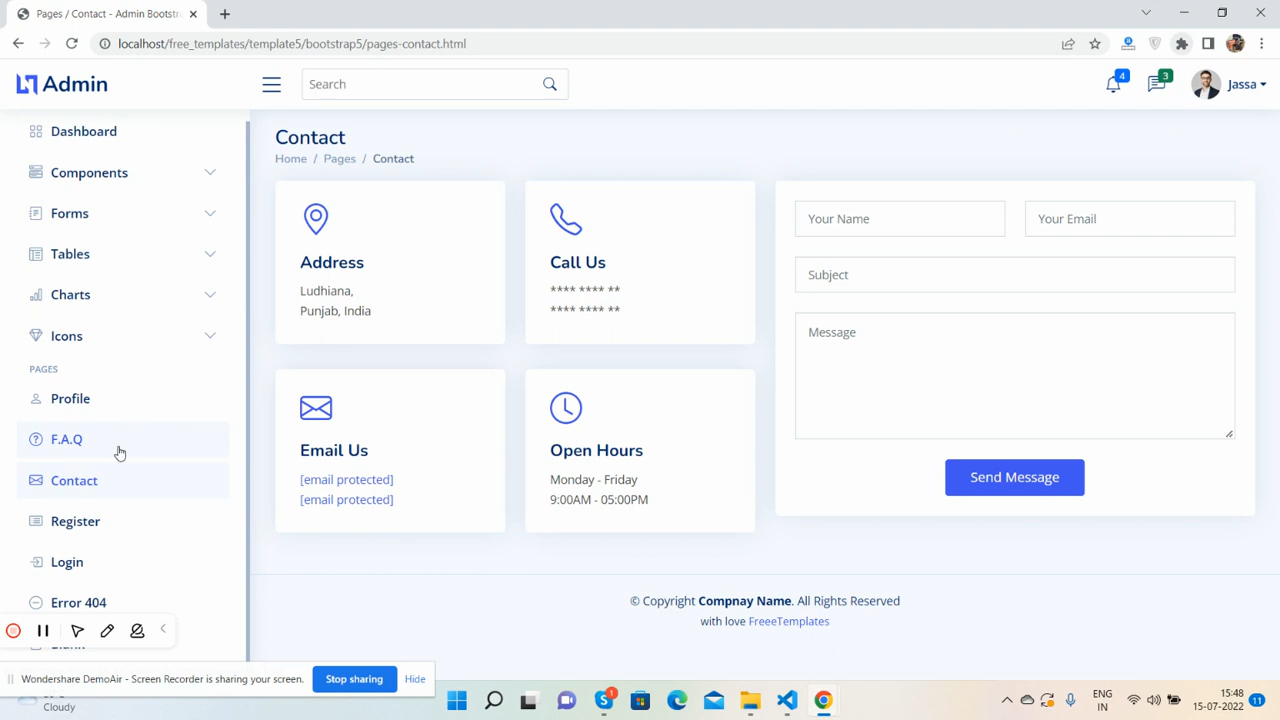 Pages / Contact - Admin Bootstr
localhost/free_templates/template5/bootstrap5/pages-contact.html
Admin
Search
4
3
Jassa
Dashboard
Components
Forms
Tables
Charts
Icons
PAGES
Profile
F.A.Q
Contact
Register
Login
Error 404
Contact
Home / Pages / Contact
Address
Ludhiana,
Punjab, India
Call Us
**** **** **
**** **** **
Email Us
[email protected]
[email protected]
Open Hours
Monday - Friday
9:00AM - 05:00PM
Your Name
Your Email
Subject
Message
Send Message
© Copyright Compnay Name. All Rights Reserved
with love FreeeTemplates
Wondershare DemoAir - Screen Recorder is sharing your screen.
Stop sharing
Hide
Cloudy
1
ENG
IN
15:48
15-07-2022
11